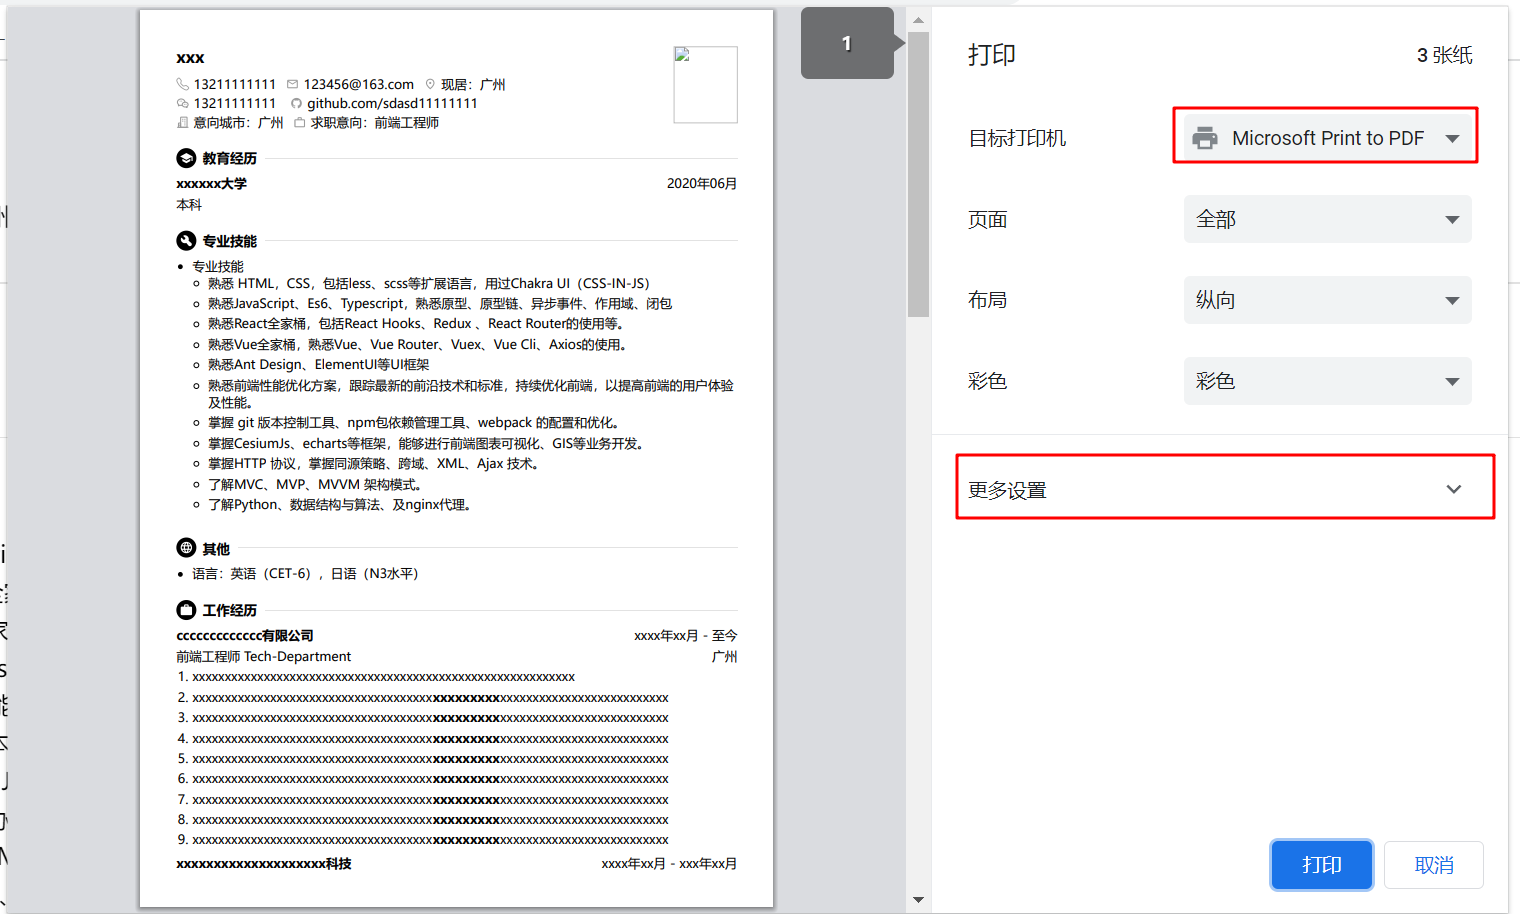 xxx
13211111111 123456@163.com 现居：广州
13211111111 github.com/sdasd11111111
意向城市：广州 求职意向：前端工程师
教育经历
xxxxxx大学 2020年06月
本科
专业技能
专业技能
熟悉 HTML，CSS，包括less、scss等扩展语言，用过Chakra UI（CSS-IN-JS）
熟悉JavaScript、Es6、Typescript，熟悉原型、原型链、异步事件、作用域、闭包
熟悉React全家桶，包括React Hooks、Redux 、React Router的使用等。
熟悉Vue全家桶，熟悉Vue、Vue Router、Vuex、Vue Cli、Axios的使用。
熟悉Ant Design、ElementUI等UI框架
熟悉前端性能优化方案，跟踪最新的前沿技术和标准，持续优化前端，以提高前端的用户体验
及性能。
掌握 git 版本控制工具、npm包依赖管理工具、webpack 的配置和优化。
掌握CesiumJs、echarts等框架，能够进行前端图表可视化、GIS等业务开发。
掌握HTTP 协议，掌握同源策略、跨域、XML、Ajax 技术。
了解MVC、MVP、MVVM 架构模式。
了解Python、数据结构与算法、及nginx代理。
其他
语言：英语（CET-6），日语（N3水平）
工作经历
ccccccccccccc有限公司 xxxx年xx月 - 至今
前端工程师 Tech-Department 广州
1. xxxxxxxxxxxxxxxxxxxxxxxxxxxxxxxxxxxxxxxxxxxxxxxxxxxxxxxxxxx
2. xxxxxxxxxxxxxxxxxxxxxxxxxxxxxxxxxxxxxxxxxxxxxxxxxxxxxxxxxxxxxxxxxxxxxxxx
3. xxxxxxxxxxxxxxxxxxxxxxxxxxxxxxxxxxxxxxxxxxxxxxxxxxxxxxxxxxxxxxxxxxxxxxxx
4. xxxxxxxxxxxxxxxxxxxxxxxxxxxxxxxxxxxxxxxxxxxxxxxxxxxxxxxxxxxxxxxxxxxxxxxx
5. xxxxxxxxxxxxxxxxxxxxxxxxxxxxxxxxxxxxxxxxxxxxxxxxxxxxxxxxxxxxxxxxxxxxxxxx
6. xxxxxxxxxxxxxxxxxxxxxxxxxxxxxxxxxxxxxxxxxxxxxxxxxxxxxxxxxxxxxxxxxxxxxxxx
7. xxxxxxxxxxxxxxxxxxxxxxxxxxxxxxxxxxxxxxxxxxxxxxxxxxxxxxxxxxxxxxxxxxxxxxxx
8. xxxxxxxxxxxxxxxxxxxxxxxxxxxxxxxxxxxxxxxxxxxxxxxxxxxxxxxxxxxxxxxxxxxxxxxx
9. xxxxxxxxxxxxxxxxxxxxxxxxxxxxxxxxxxxxxxxxxxxxxxxxxxxxxxxxxxxxxxxxxxxxxxxx
xxxxxxxxxxxxxxxxxxxx科技 xxxx年xx月 - xxx年xx月
1
打印 3 张纸
目标打印机 Microsoft Print to PDF
页面 全部
布局 纵向
彩色 彩色
更多设置
打印 取消